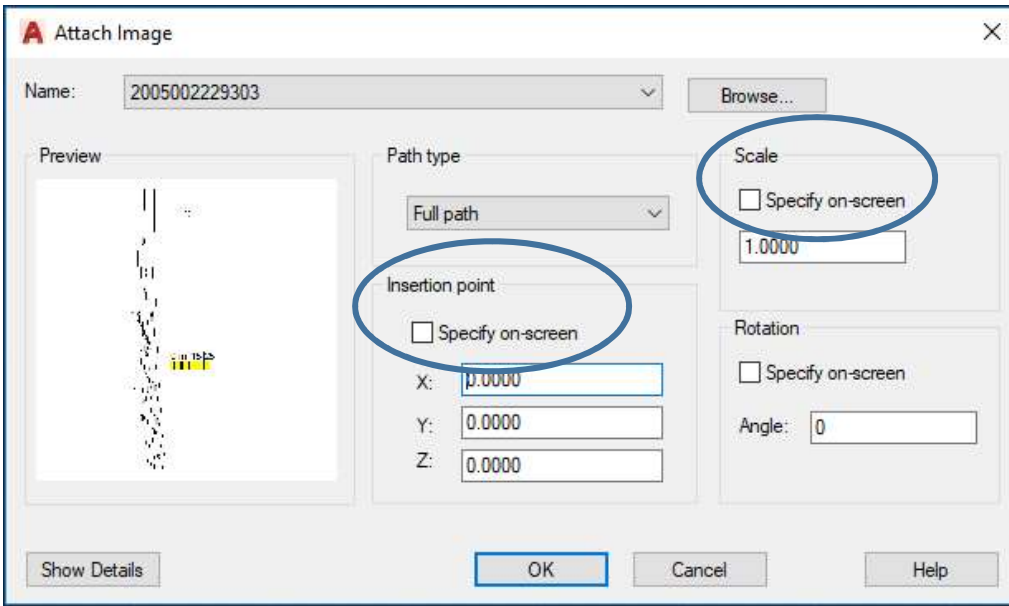 Attach Image
Name: 2005002229303 Browse...
Preview
Path type
Full path
Scale
Specify on-screen
1.0000
Insertion point
Specify on-screen
X: 0.0000
Y: 0.0000
Z: 0.0000
Rotation
Specify on-screen
Angle: 0
Show Details
OK
Cancel
Help